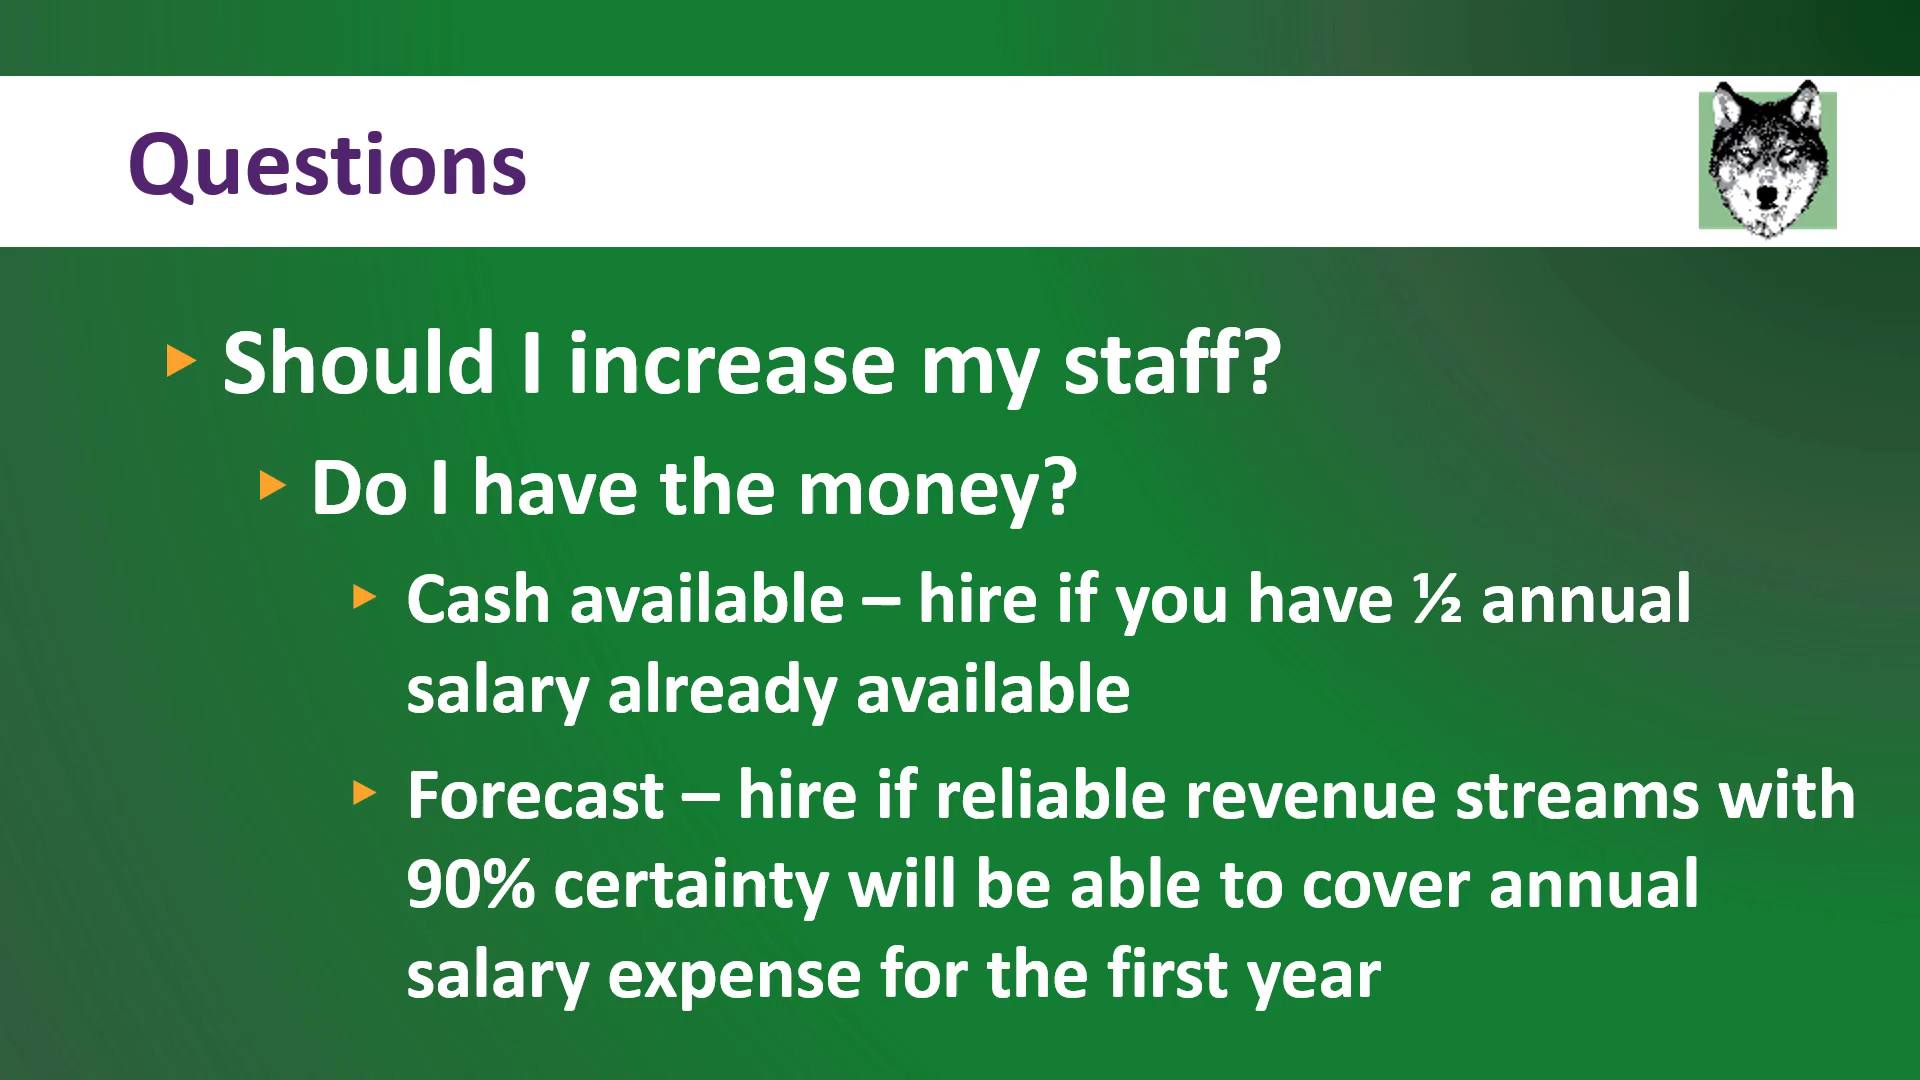 Questions
Should I increase my staff?
Do I have the money?
Cash available – hire if you have ½ annual
salary already available
Forecast – hire if reliable revenue streams with
90% certainty will be able to cover annual
salary expense for the first year